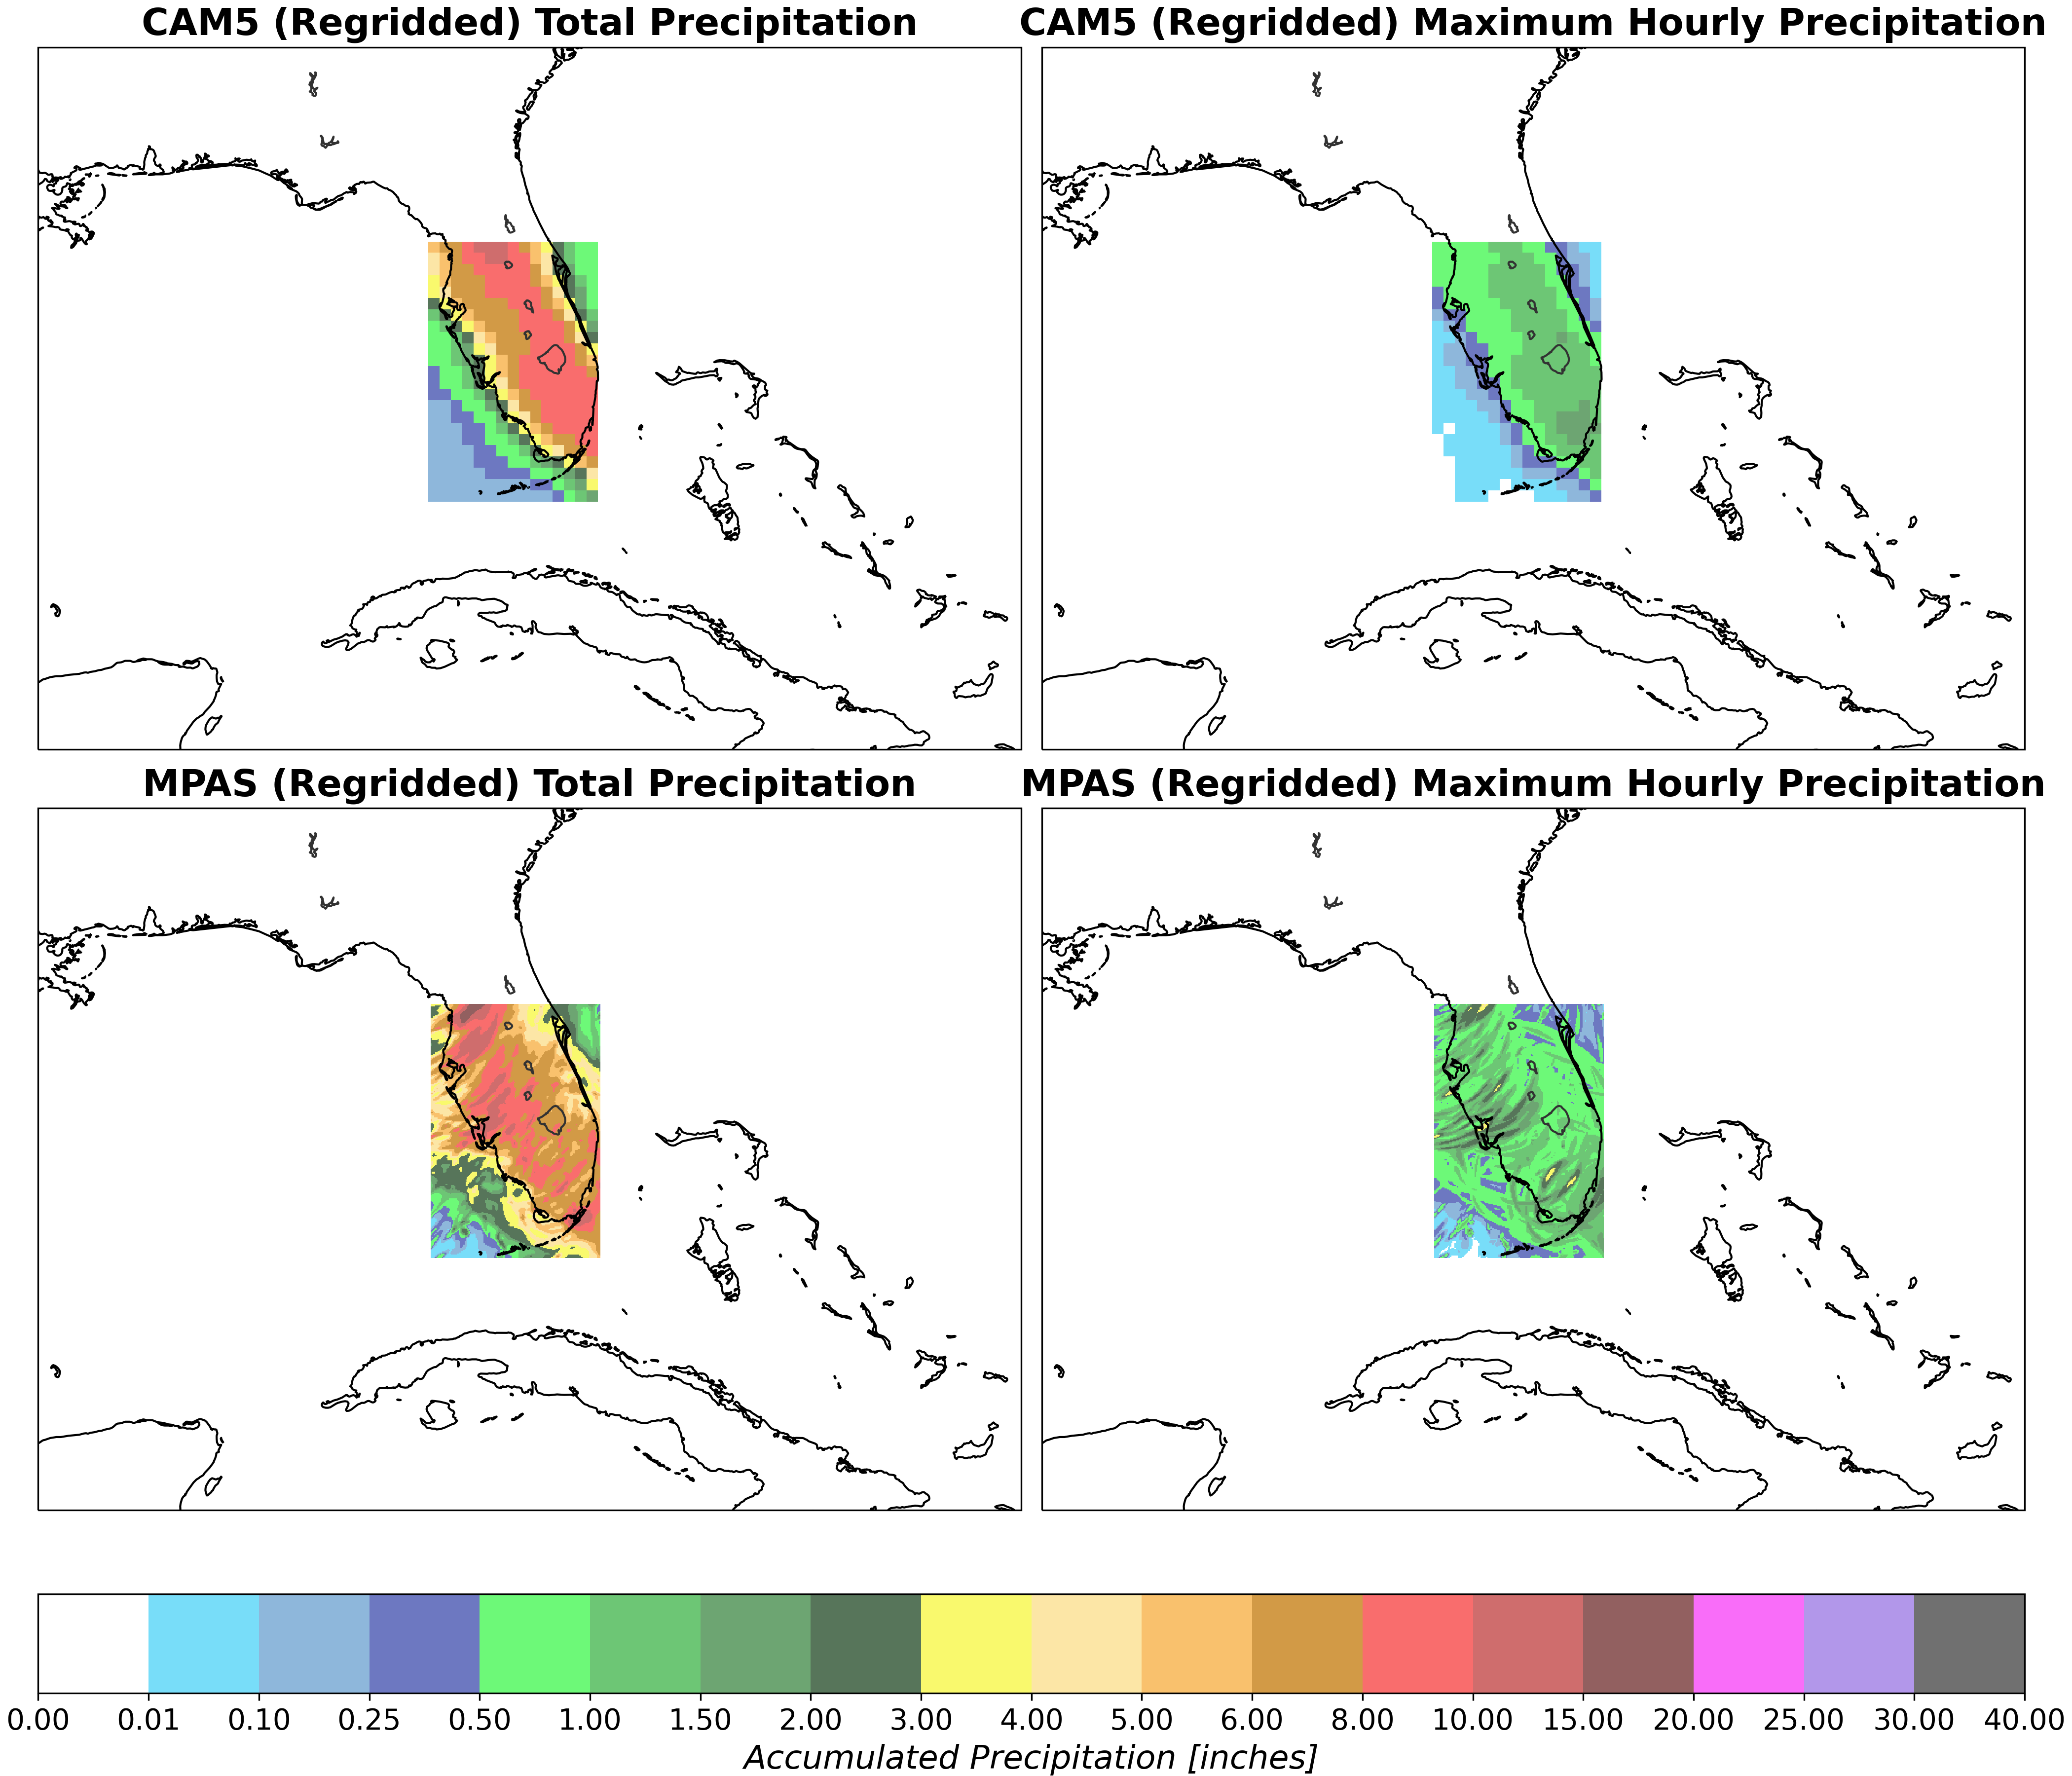 CAM5 (Regridded) Total Precipitation
CAM5 (Regridded) Maximum Hourly Precipitation
MPAS (Regridded) Total Precipitation
MPAS (Regridded) Maximum Hourly Precipitation
0.00 0.01 0.10 0.25 0.50 1.00 1.50 2.00 3.00 4.00 5.00 6.00 8.00 10.00 15.00 20.00 25.00 30.00 40.00
Accumulated Precipitation [inches]